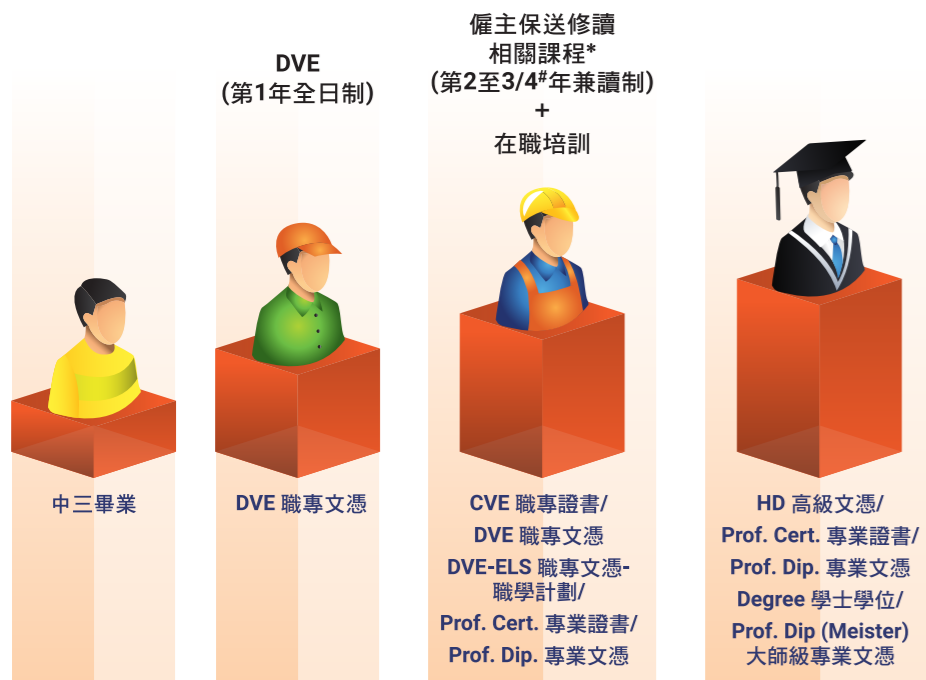 DVE
(第1年全日制)
僱主保送修讀
相關課程*
(第2至3/4#年兼讀制)
+
在職培訓
中三畢業
DVE 職專文憑
CVE 職專證書/
DVE 職專文憑
DVE-ELS 職專文憑-
職學計劃/
Prof. Cert. 專業證書/
Prof. Dip. 專業文憑
HD 高級文憑/
Prof. Cert. 專業證書/
Prof. Dip. 專業文憑
Degree 學士學位/
Prof. Dip (Meister)
大師級專業文憑